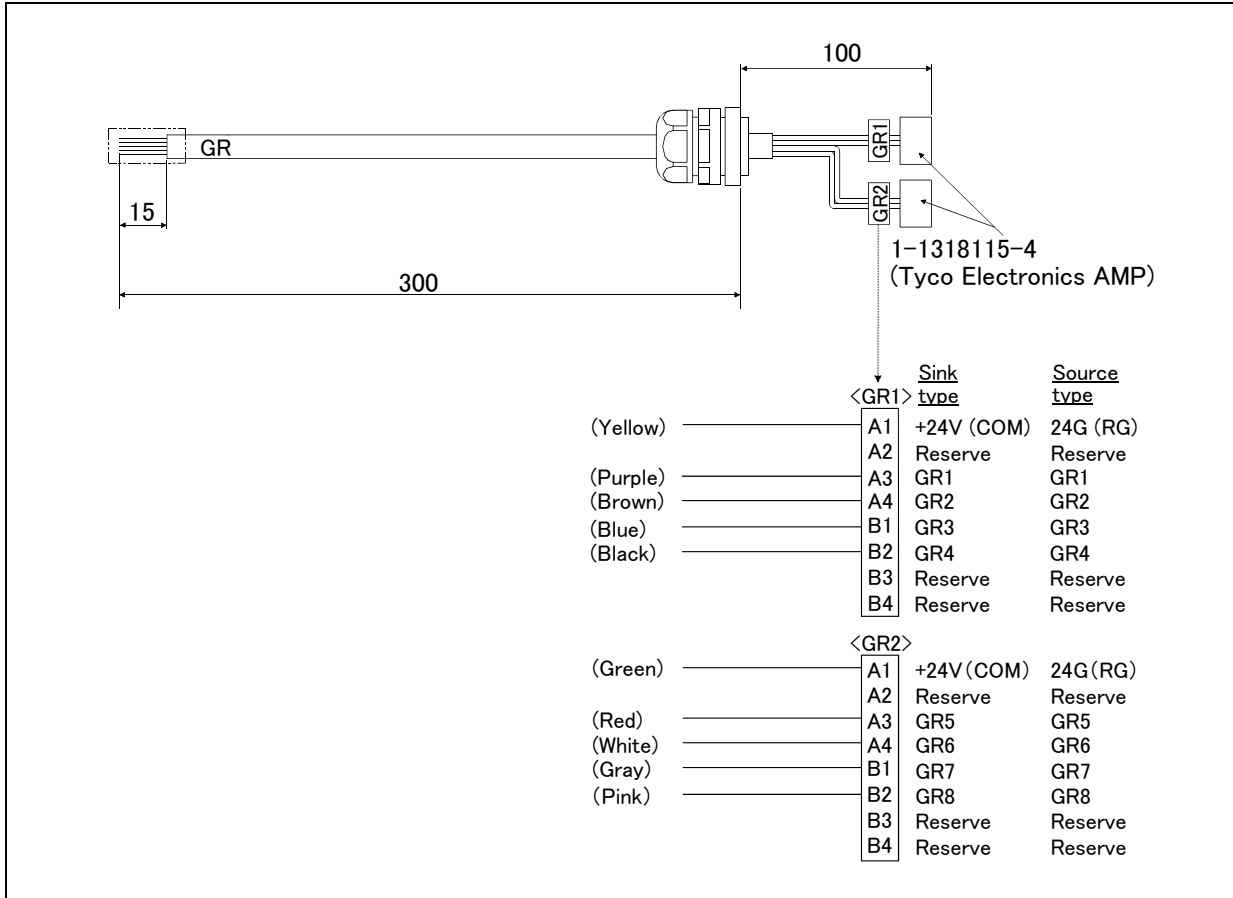 100
GR
GR1
GR2
15
300
1-1318115-4
(Tyco Electronics AMP)
Sink Source
<GR1> type type
(Yellow) A1 +24V (COM) 24G (RG)
A2 Reserve Reserve
(Purple) A3 GR1 GR1
(Brown) A4 GR2 GR2
(Blue) B1 GR3 GR3
(Black) B2 GR4 GR4
B3 Reserve Reserve
B4 Reserve Reserve
<GR2>
(Green) A1 +24V (COM) 24G (RG)
A2 Reserve Reserve
(Red) A3 GR5 GR5
(White) A4 GR6 GR6
(Gray) B1 GR7 GR7
(Pink) B2 GR8 GR8
B3 Reserve Reserve
B4 Reserve Reserve